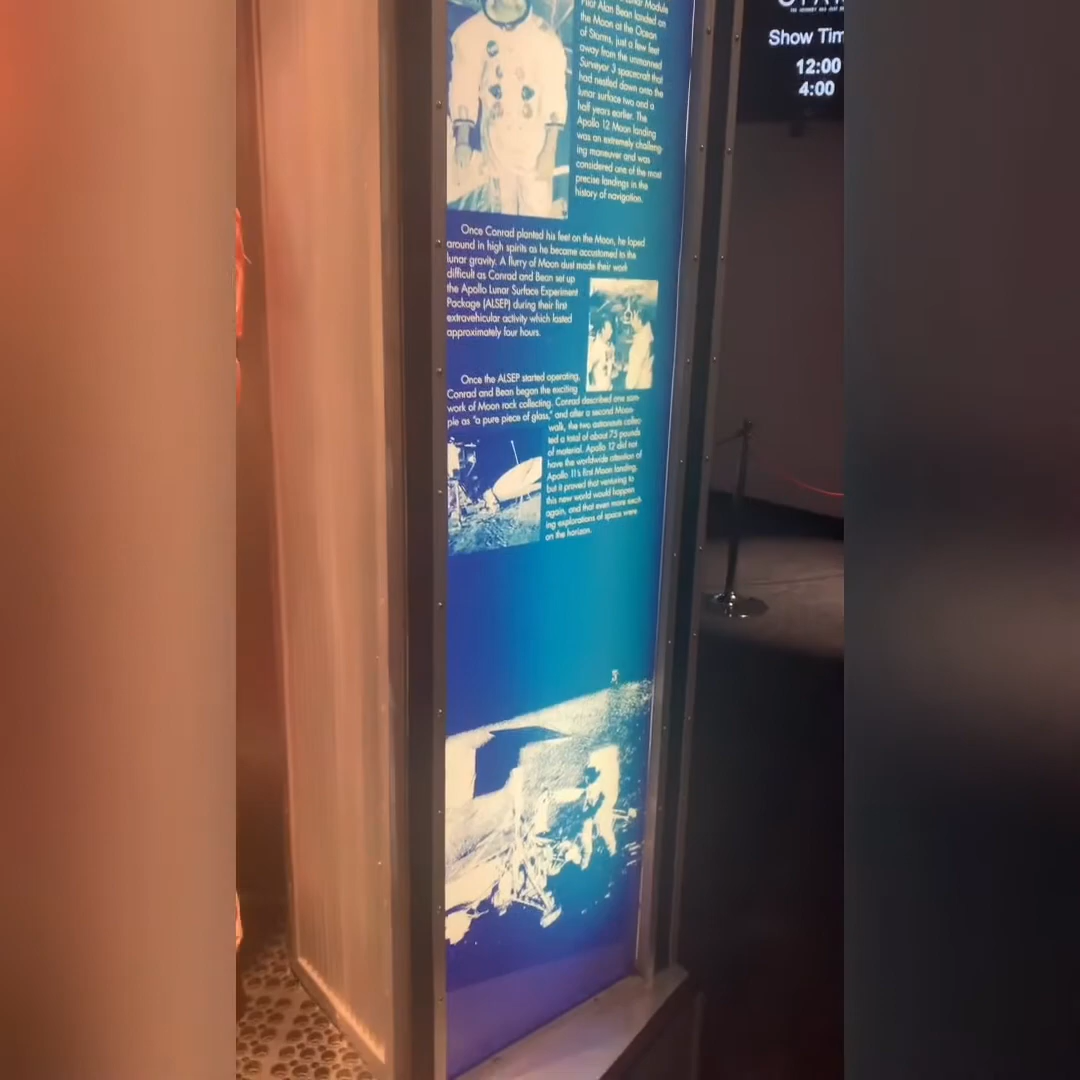 Lunar Module
Pilot Alan Bean landed on
the Moon at the Ocean
of Storms, just a few feet
away from the unmanned
Surveyor 3 spacecraft that
had nestled down onto the
lunar surface two and a
half years earlier. The
Apollo 12 Moon landing
was an extremely challeng-
ing maneuver and was
considered one of the most
precise landings in the
history of navigation.
Once Conrad planted his feet on the Moon, he loped
around in high spirits as he became accustomed to the
lunar gravity. A flurry of Moon dust made their work
difficult as Conrad and Bean set up
the Apollo Lunar Surface Experiment
Package (ALSEP) during their first
extravehicular activity which lasted
approximately four hours.
Once the ALSEP started operating,
Conrad and Bean began the exciting
work of Moon rock collecting. Conrad described one sam-
ple as "a pure piece of glass," and after a second Moon-
walk, the two astronauts collec-
ted a total of about 75 pounds
of material. Apollo 12 did not
have the worldwide attention of
Apollo 11's first Moon landing,
but it proved that venturing to
this new world would happen
again, and that even more excit-
ing explorations of space were
on the horizon.
Show Tim
12:00
4:00